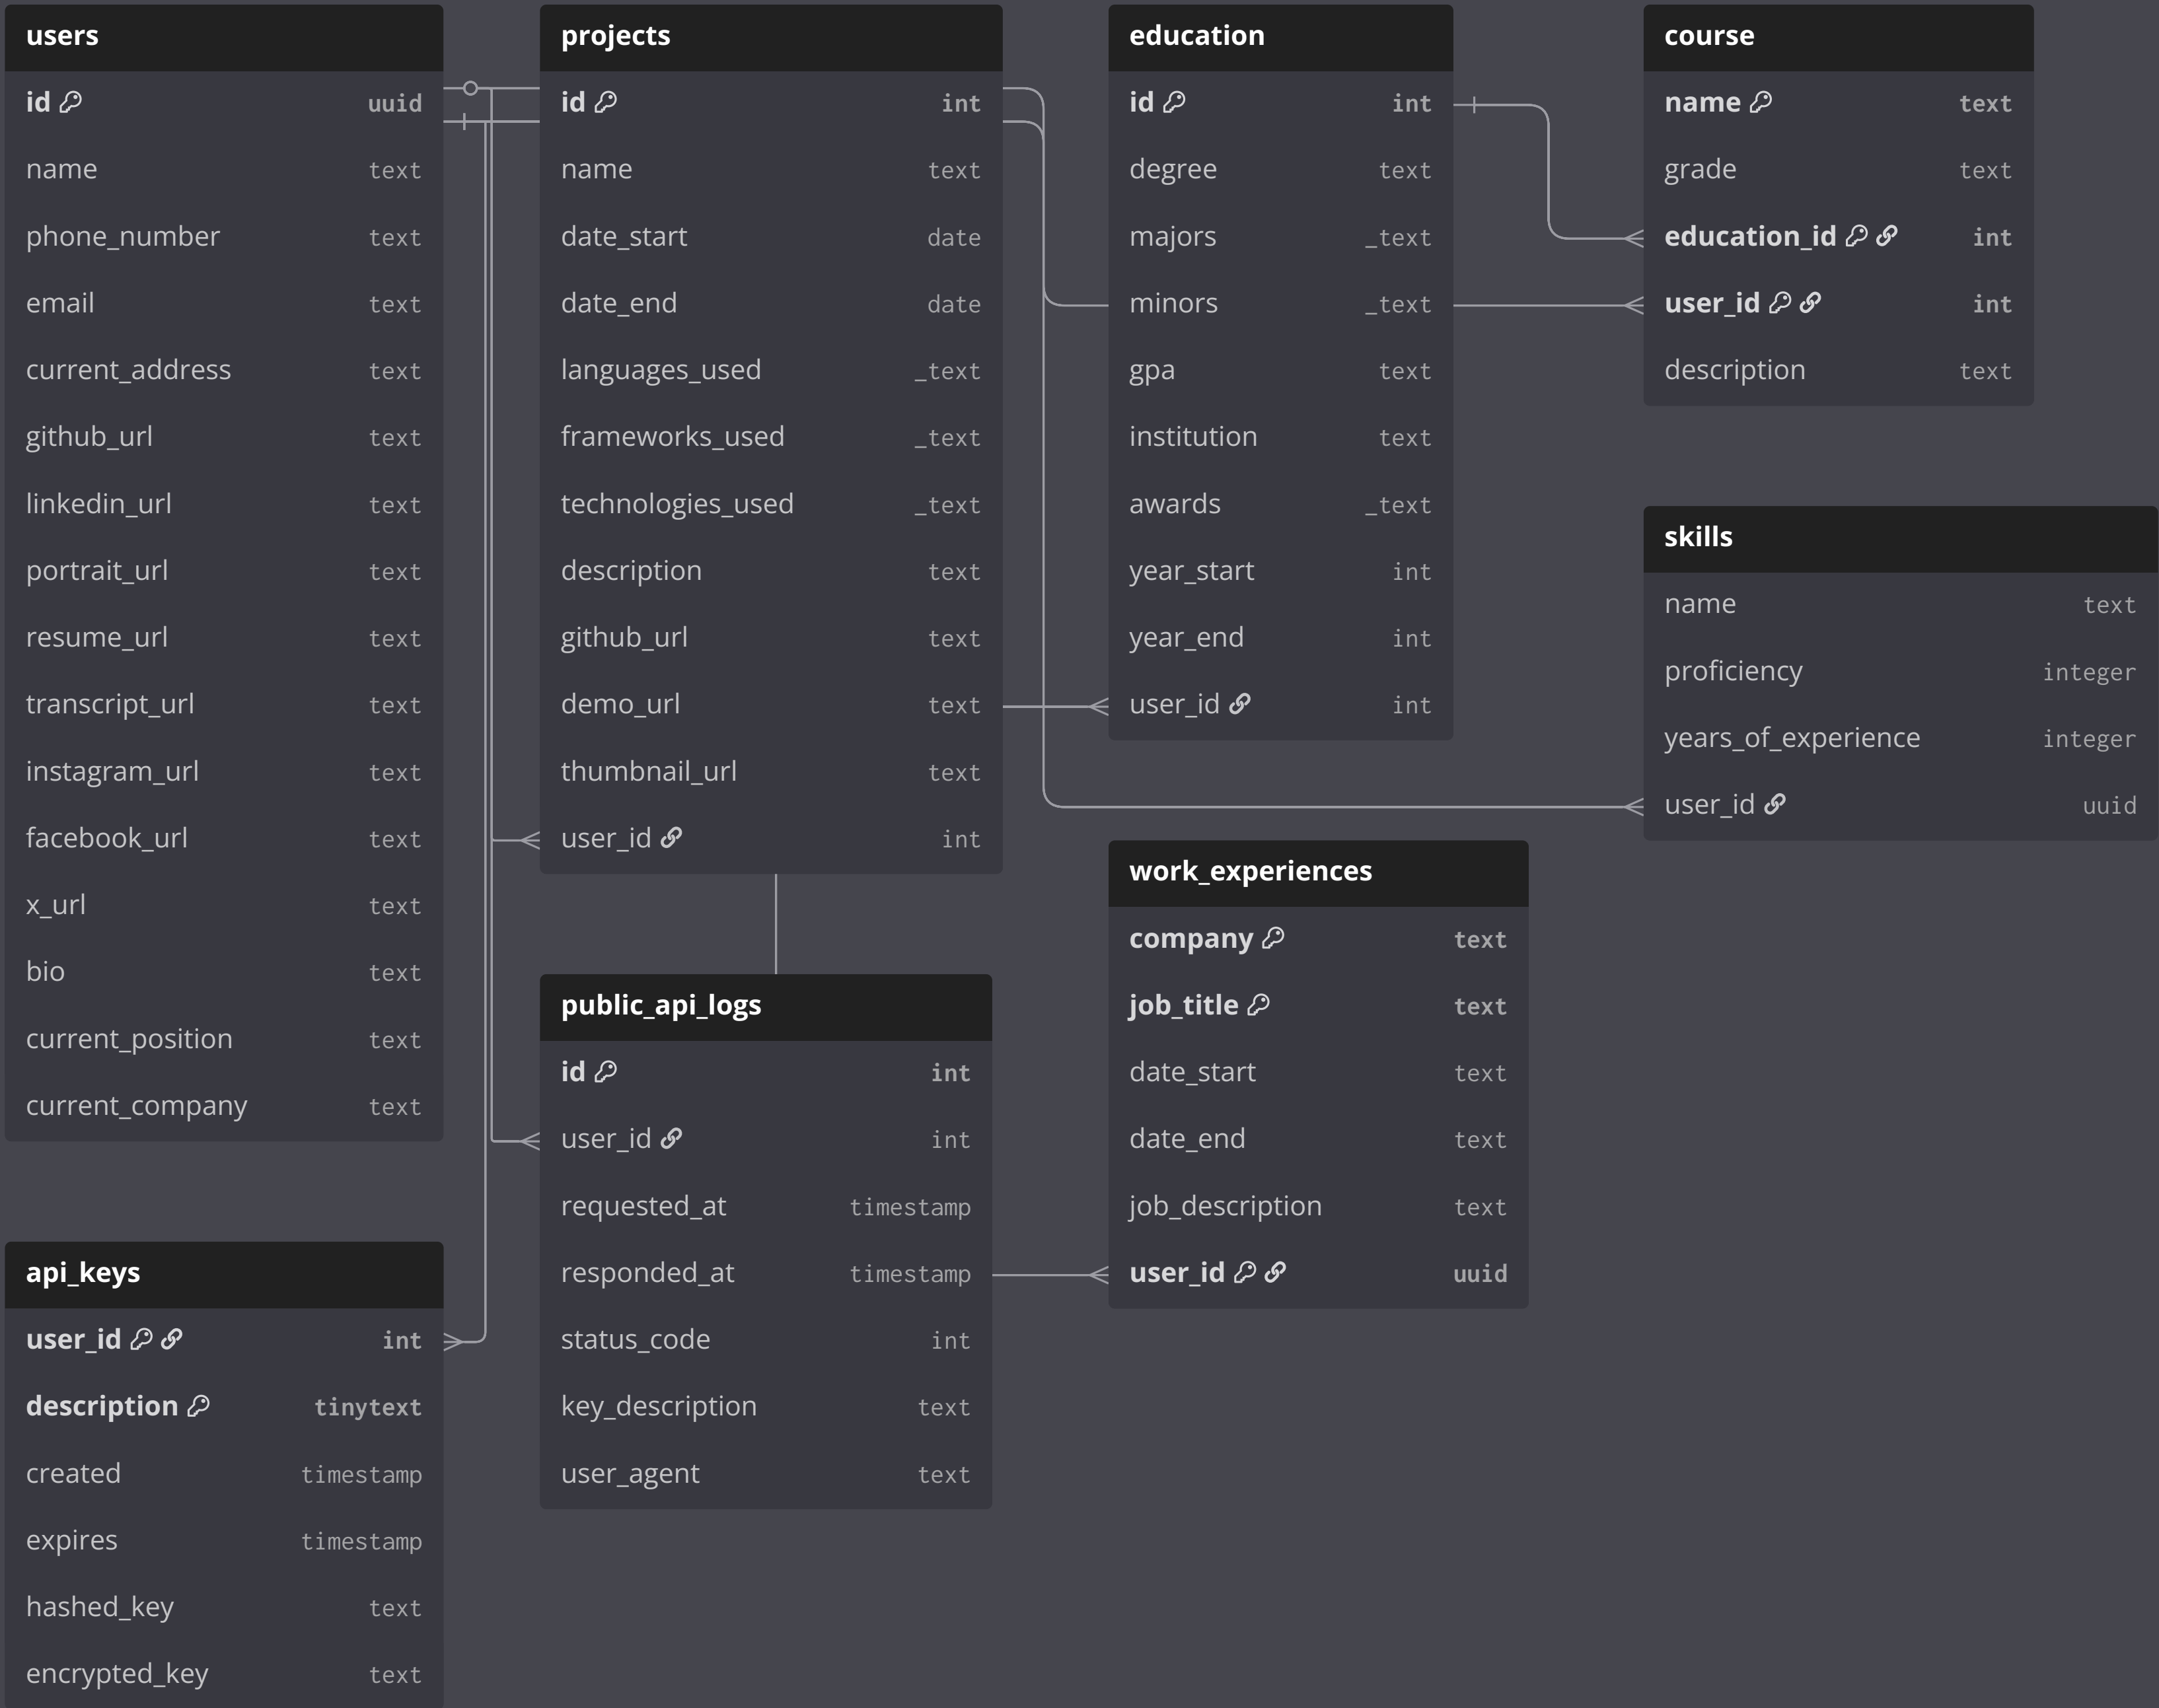 users
id uuid
name text
phone_number text
email text
current_address text
github_url text
linkedin_url text
portrait_url text
resume_url text
transcript_url text
instagram_url text
facebook_url text
x_url text
bio text
current_position text
current_company text
api_keys
user_id int
description tinytext
created timestamp
expires timestamp
hashed_key text
encrypted_key text
projects
id int
name text
date_start date
date_end date
languages_used _text
frameworks_used _text
technologies_used _text
description text
github_url text
demo_url text
thumbnail_url text
user_id int
public_api_logs
id int
user_id int
requested_at timestamp
responded_at timestamp
status_code int
key_description text
user_agent text
education
id int
degree text
majors _text
minors _text
gpa text
institution text
awards _text
year_start int
year_end int
user_id int
work_experiences
company text
job_title text
date_start text
date_end text
job_description text
user_id uuid
course
name text
grade text
education_id int
user_id int
description text
skills
name text
proficiency integer
years_of_experience integer
user_id uuid